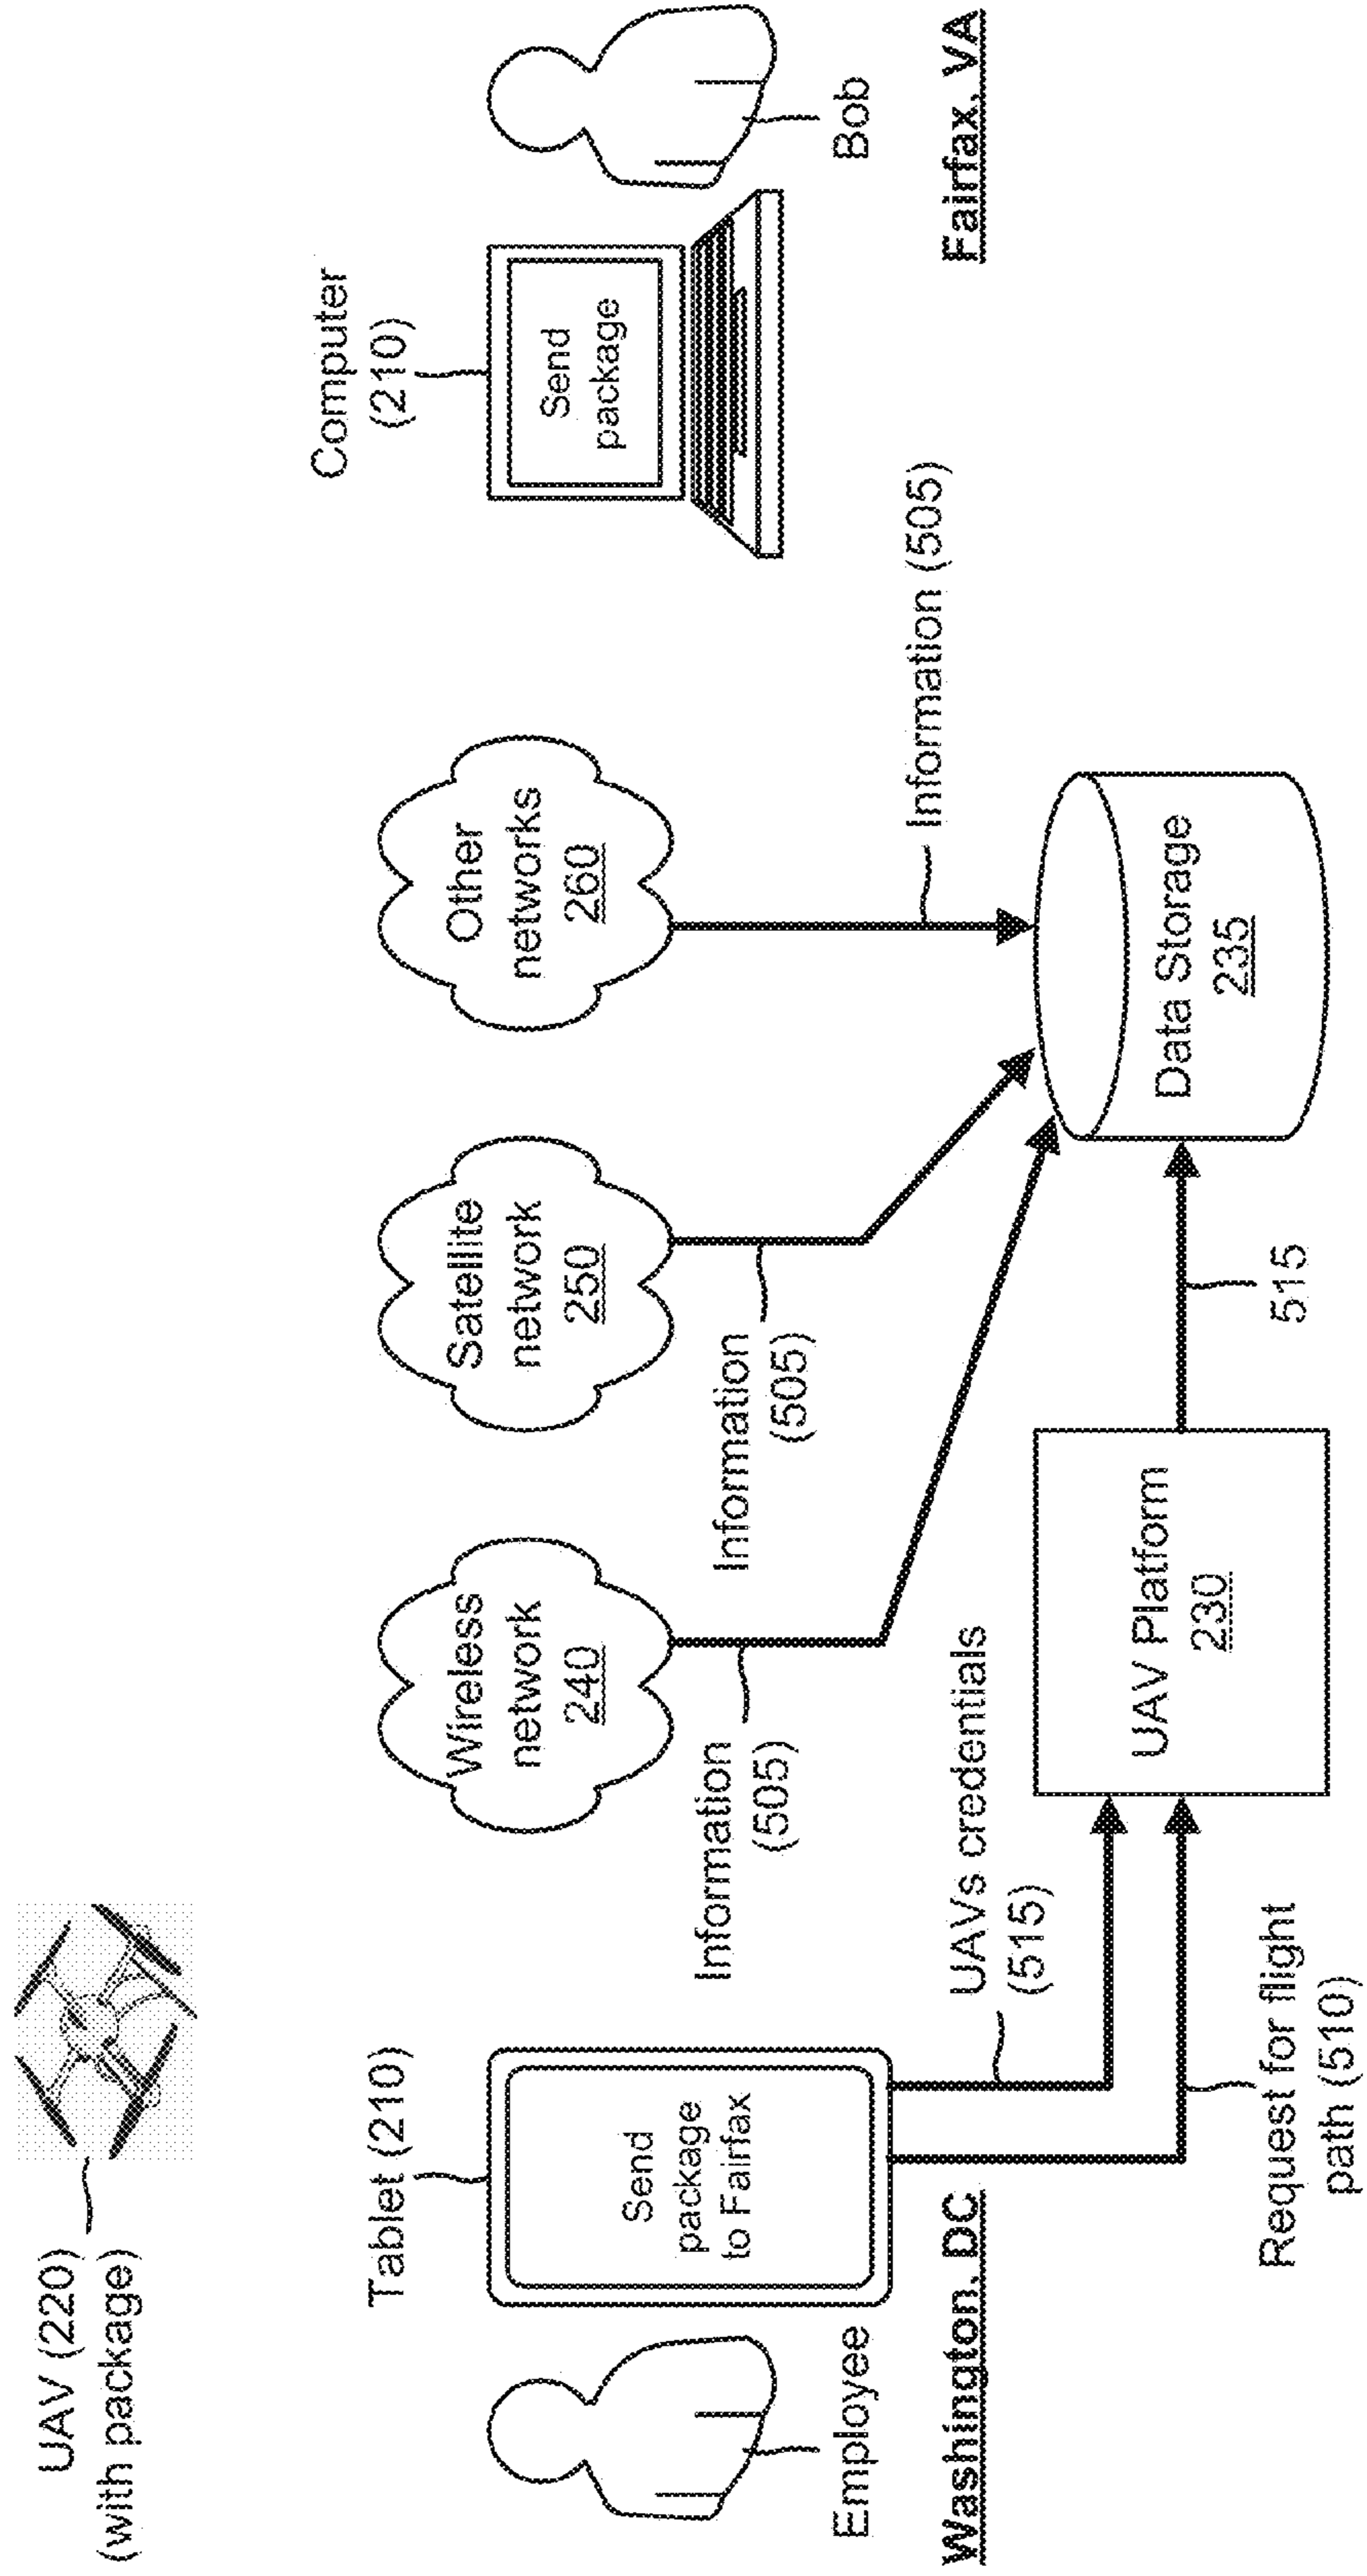 UAV (220)
(with package)
Tablet (210)
Send
package
to Fairfax
Employee
Washington, DC
Wireless
network
240
Satellite
network
250
Other
networks
260
Computer
(210)
Send
package
Bob
Fairfax, VA
Information
(505)
Information
(505)
Information (505)
UAVs credentials
(515)
Request for flight
path (510)
UAV Platform
230
515
Data Storage
235